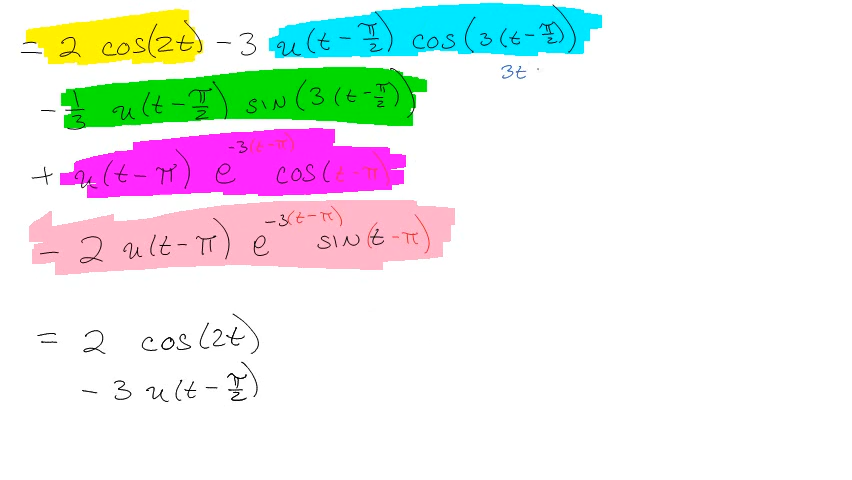 = 2 cos(2t) - 3 u(t - π/2) cos(3(t - π/2))
3t -
- 1/3 u(t - π/2) sin(3(t - π/2))
+ u(t - π) e^-3(t-π) cos(t - π)
- 2 u(t - π) e^-3(t-π) sin(t - π)
= 2 cos(2t)
- 3 u(t - π/2)